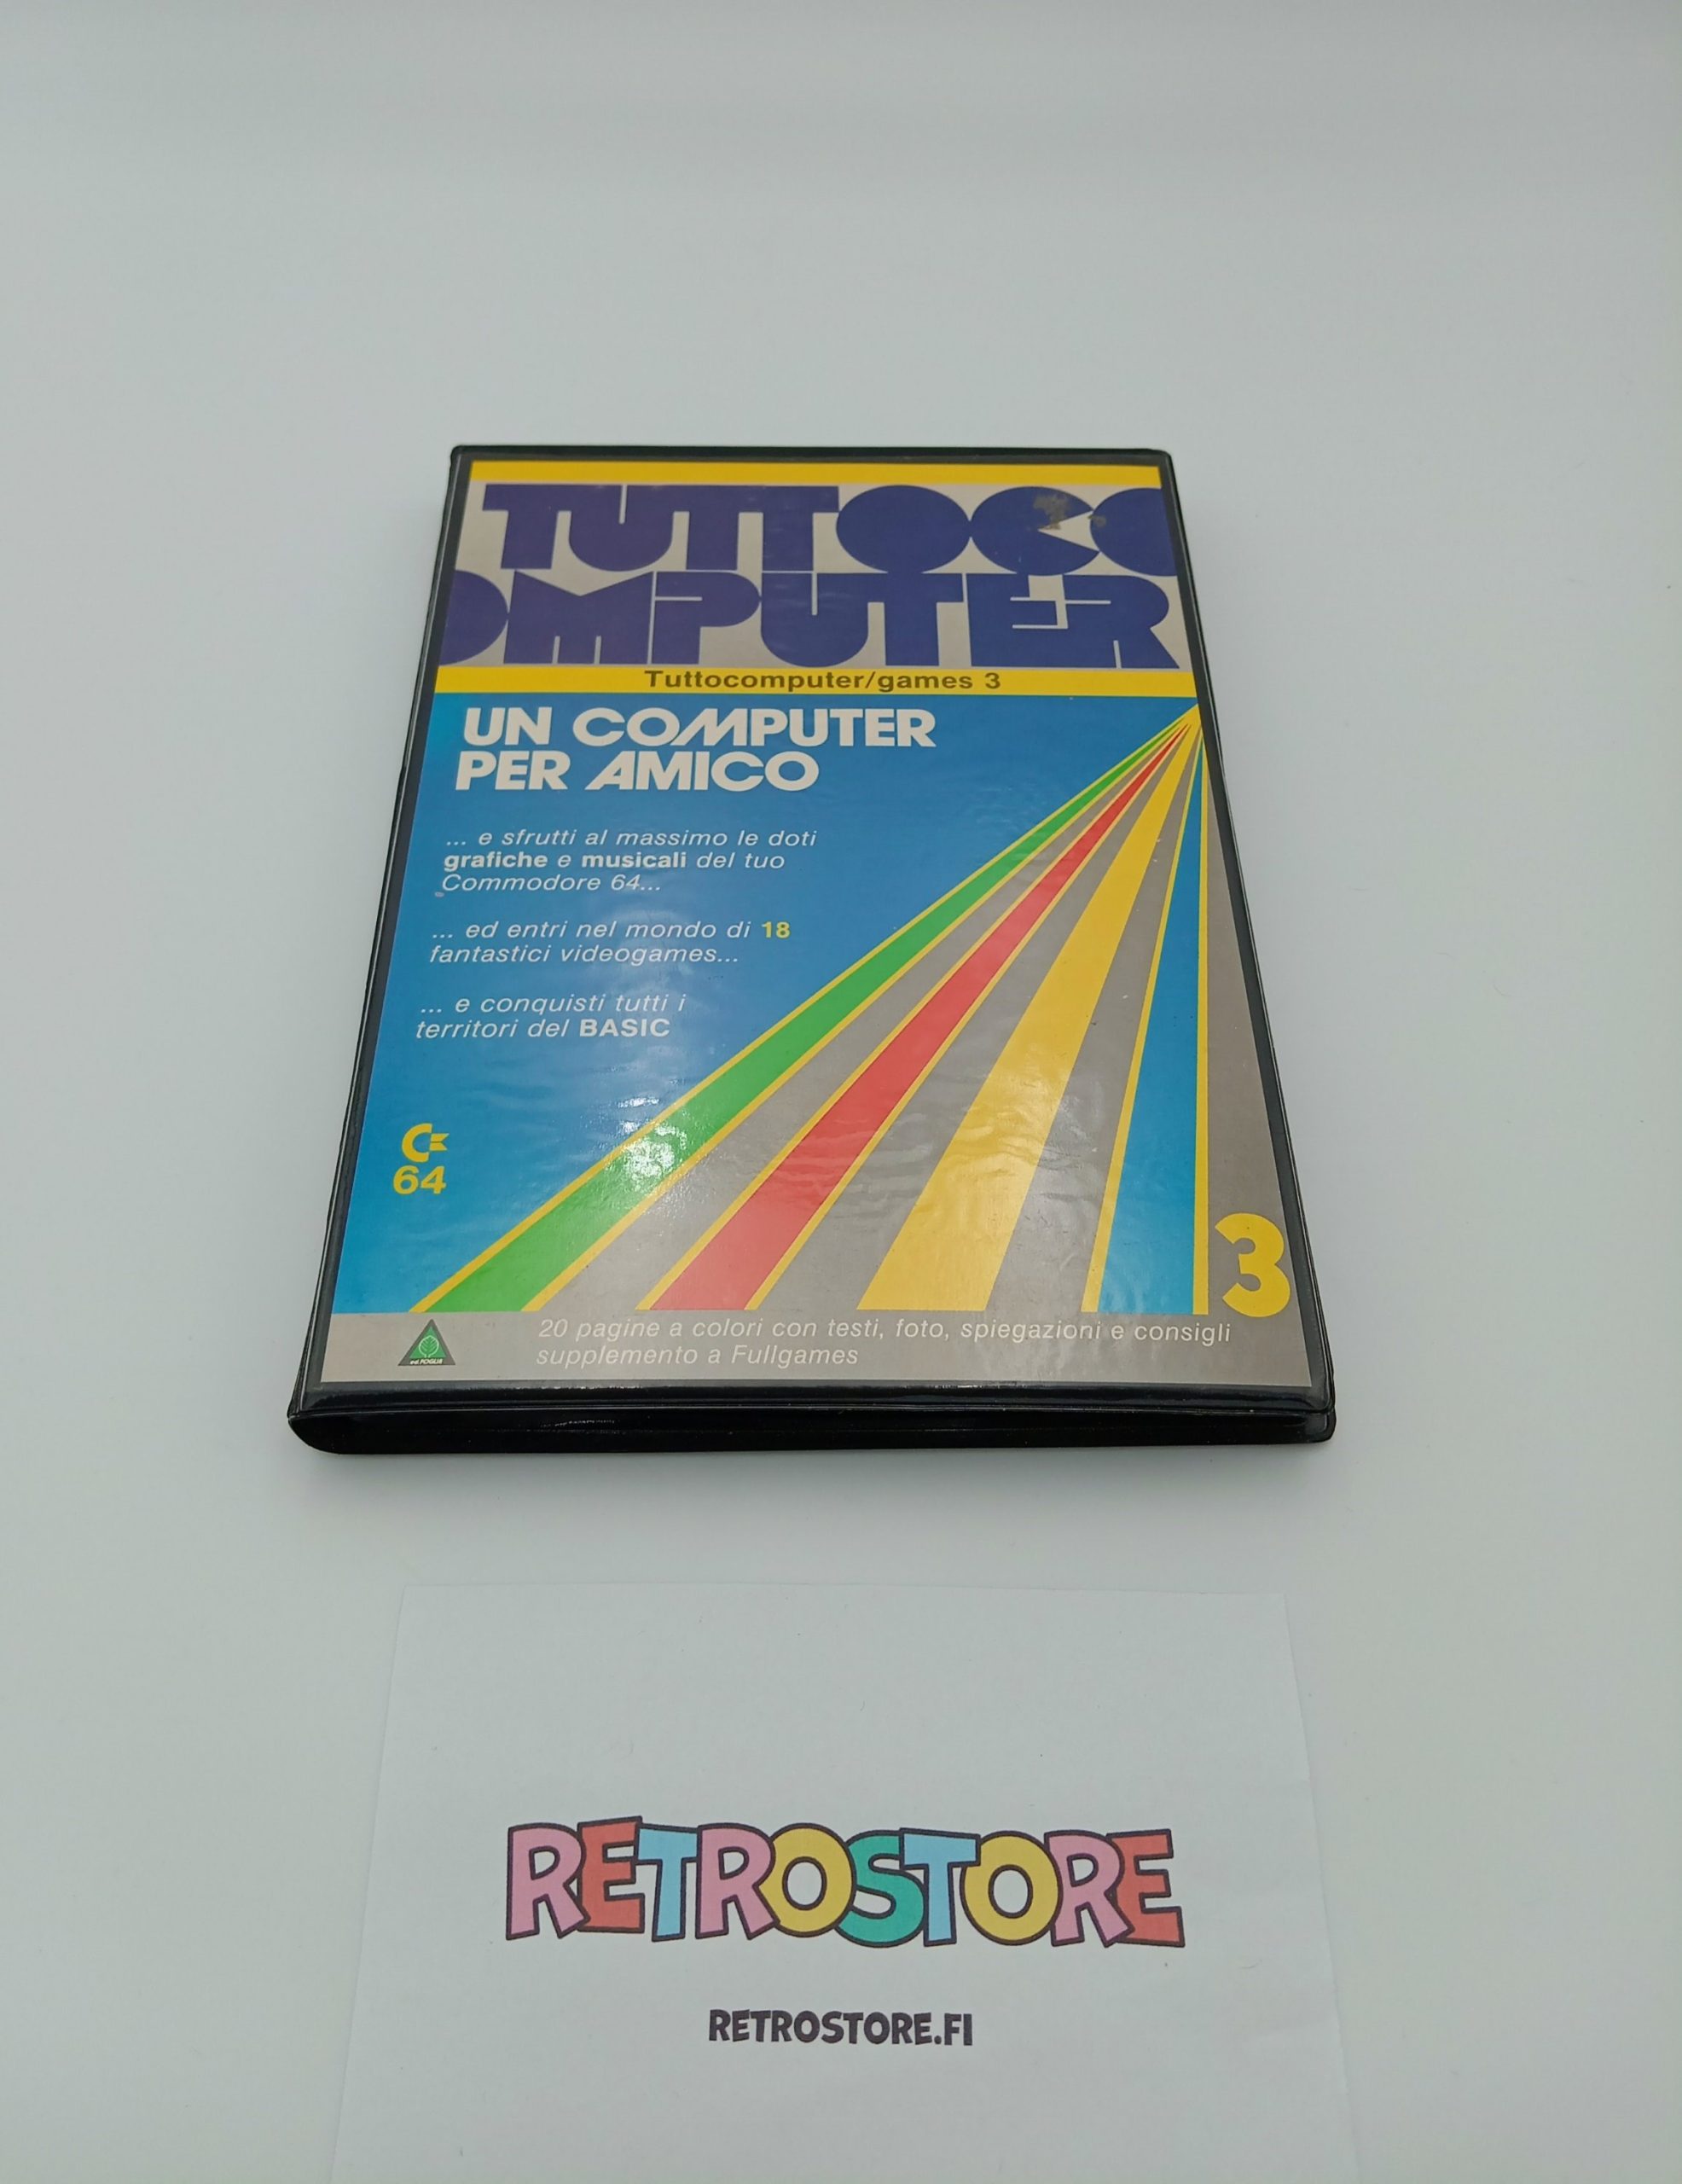 TUTTOCO
OMPUTER
Tuttocomputer/games 3
UN COMPUTER
PER AMICO
... e sfrutti al massimo le doti
grafiche e musicali del tuo
Commodore 64...
... ed entri nel mondo di 18
fantastici videogames...
... e conquisti tutti i
territori del BASIC
C=
64
3
20 pagine a colori con testi, foto, spiegazioni e consigli
supplemento a Fullgames
FOGLIA
RETROSTORE
RETROSTORE.FI